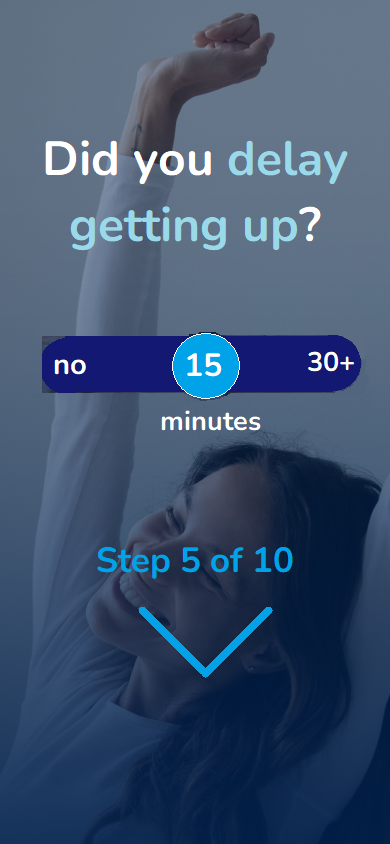 Did you delay
getting up?
no 15 30+
minutes
Step 5 of 10